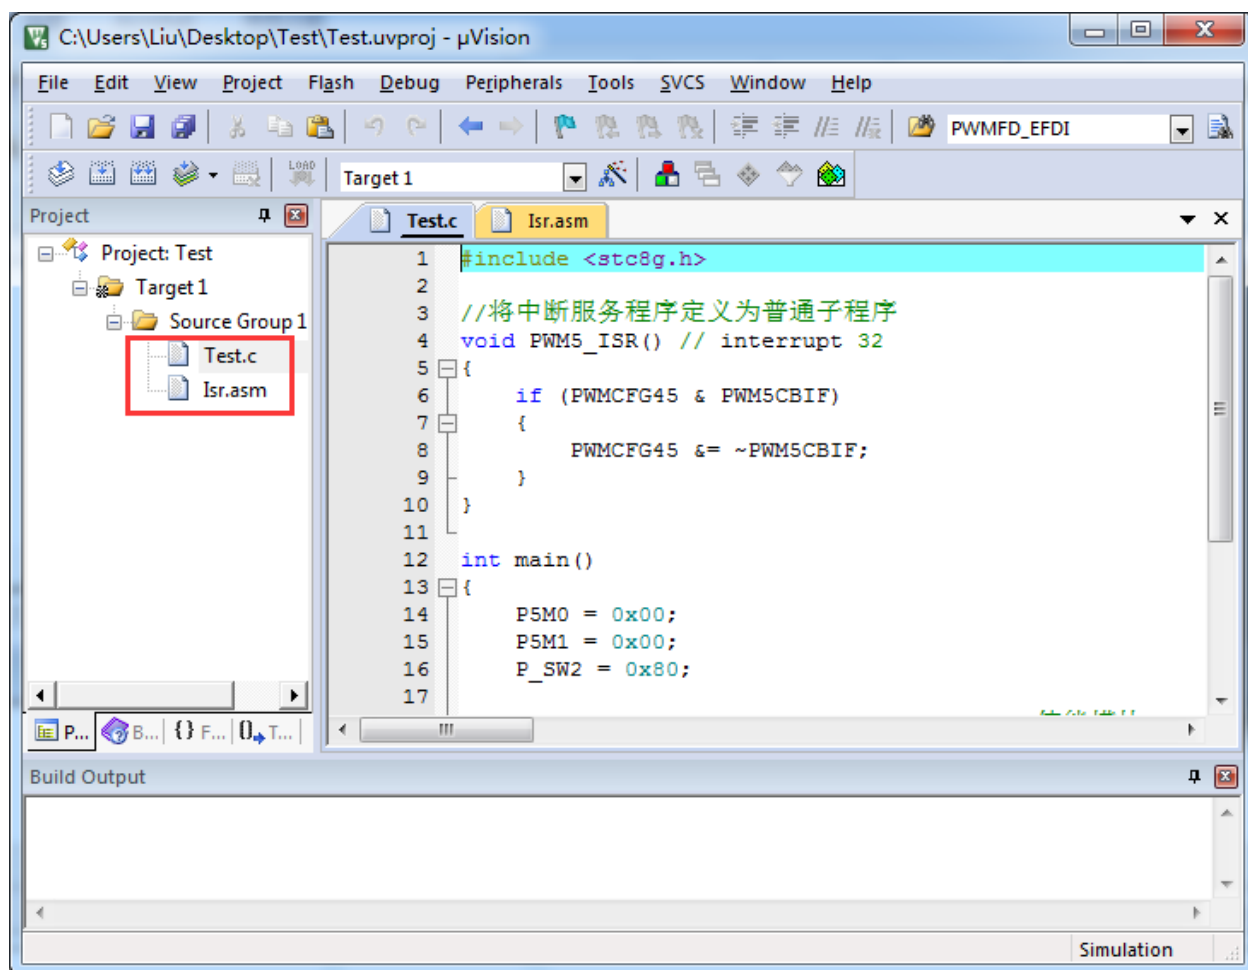 C:\Users\Liu\Desktop\Test\Test.uvproj - µVision
File Edit View Project Flash Debug Peripherals Tools SVCS Window Help
PWMFD_EFDI
LOAD Target 1
Project
Test.c Isr.asm
Project: Test
Target 1
Source Group 1
Test.c
Isr.asm
1 #include <stc8g.h>
2
3 //将中断服务程序定义为普通子程序
4 void PWM5_ISR() // interrupt 32
5 {
6 if (PWMCFG45 & PWM5CBIF)
7 {
8 PWMCFG45 &= ~PWM5CBIF;
9 }
10 }
11
12 int main()
13 {
14 P5M0 = 0x00;
15 P5M1 = 0x00;
16 P_SW2 = 0x80;
17
P... B... {} F... 0 T...
Build Output
Simulation